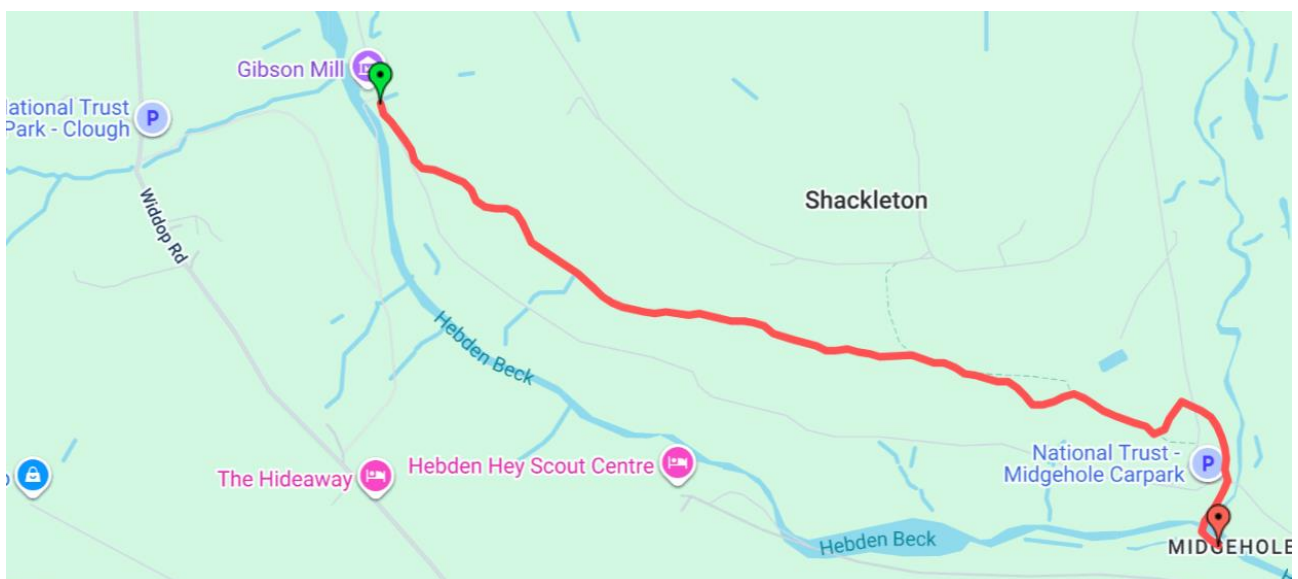 Gibson Mill
National Trust
Park - Clough
P
Widdop Rd
Shackleton
Hebden Beck
The Hideaway
Hebden Hey Scout Centre
National Trust -
Midgehole Carpark
P
Hebden Beck
MIDGEHOLE